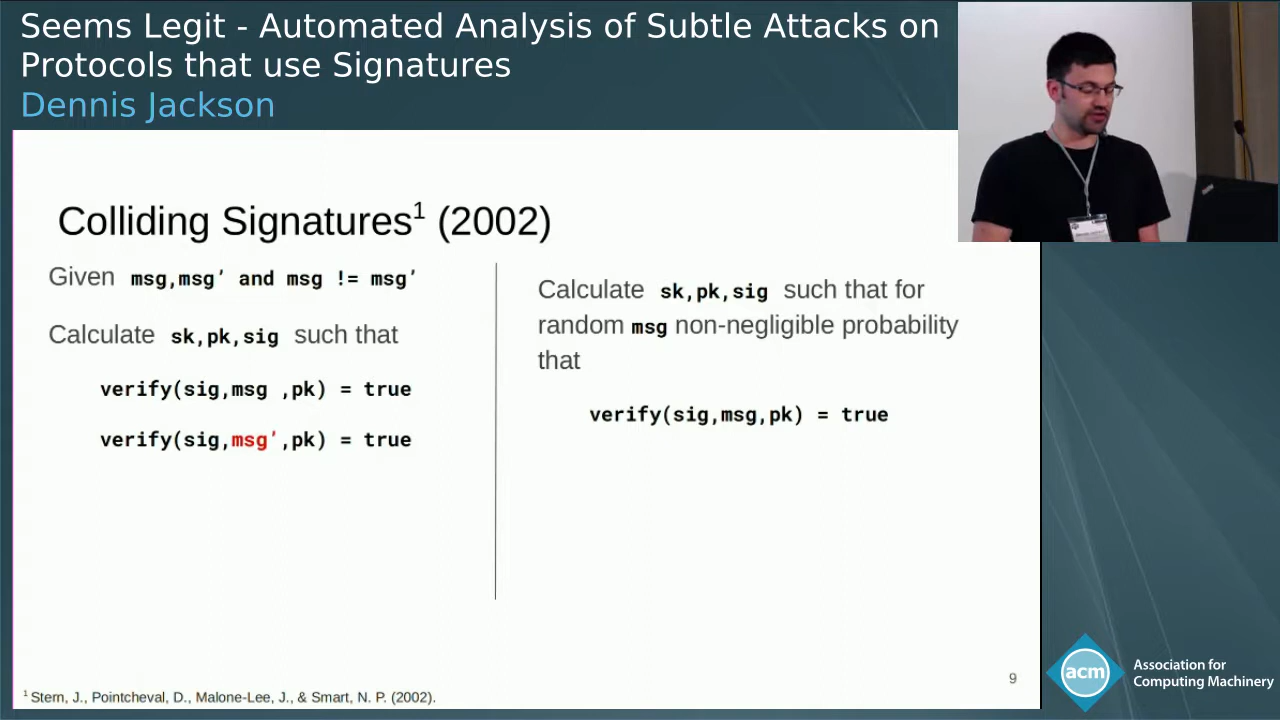 Seems Legit - Automated Analysis of Subtle Attacks on
Protocols that use Signatures
Dennis Jackson
Colliding Signatures¹ (2002)
Given msg,msg’ and msg != msg’
Calculate sk,pk,sig such that
verify(sig,msg ,pk) = true
verify(sig,msg’,pk) = true
Calculate sk,pk,sig such that for
random msg non-negligible probability
that
verify(sig,msg,pk) = true
9
¹ Stern, J., Pointcheval, D., Malone-Lee, J., & Smart, N. P. (2002).
acm
Association for
Computing Machinery